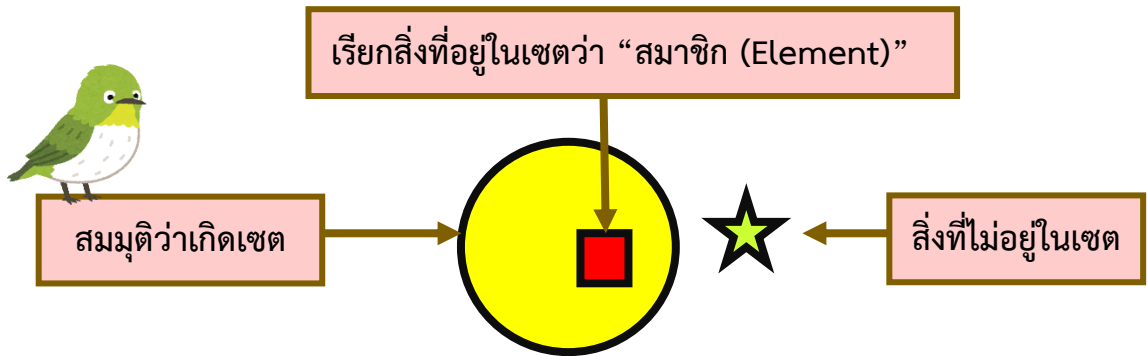 เรียกสิ่งที่อยู่ในเซตว่า “สมาชิก (Element)”
สมมุติว่าเกิดเซต
สิ่งที่ไม่อยู่ในเซต